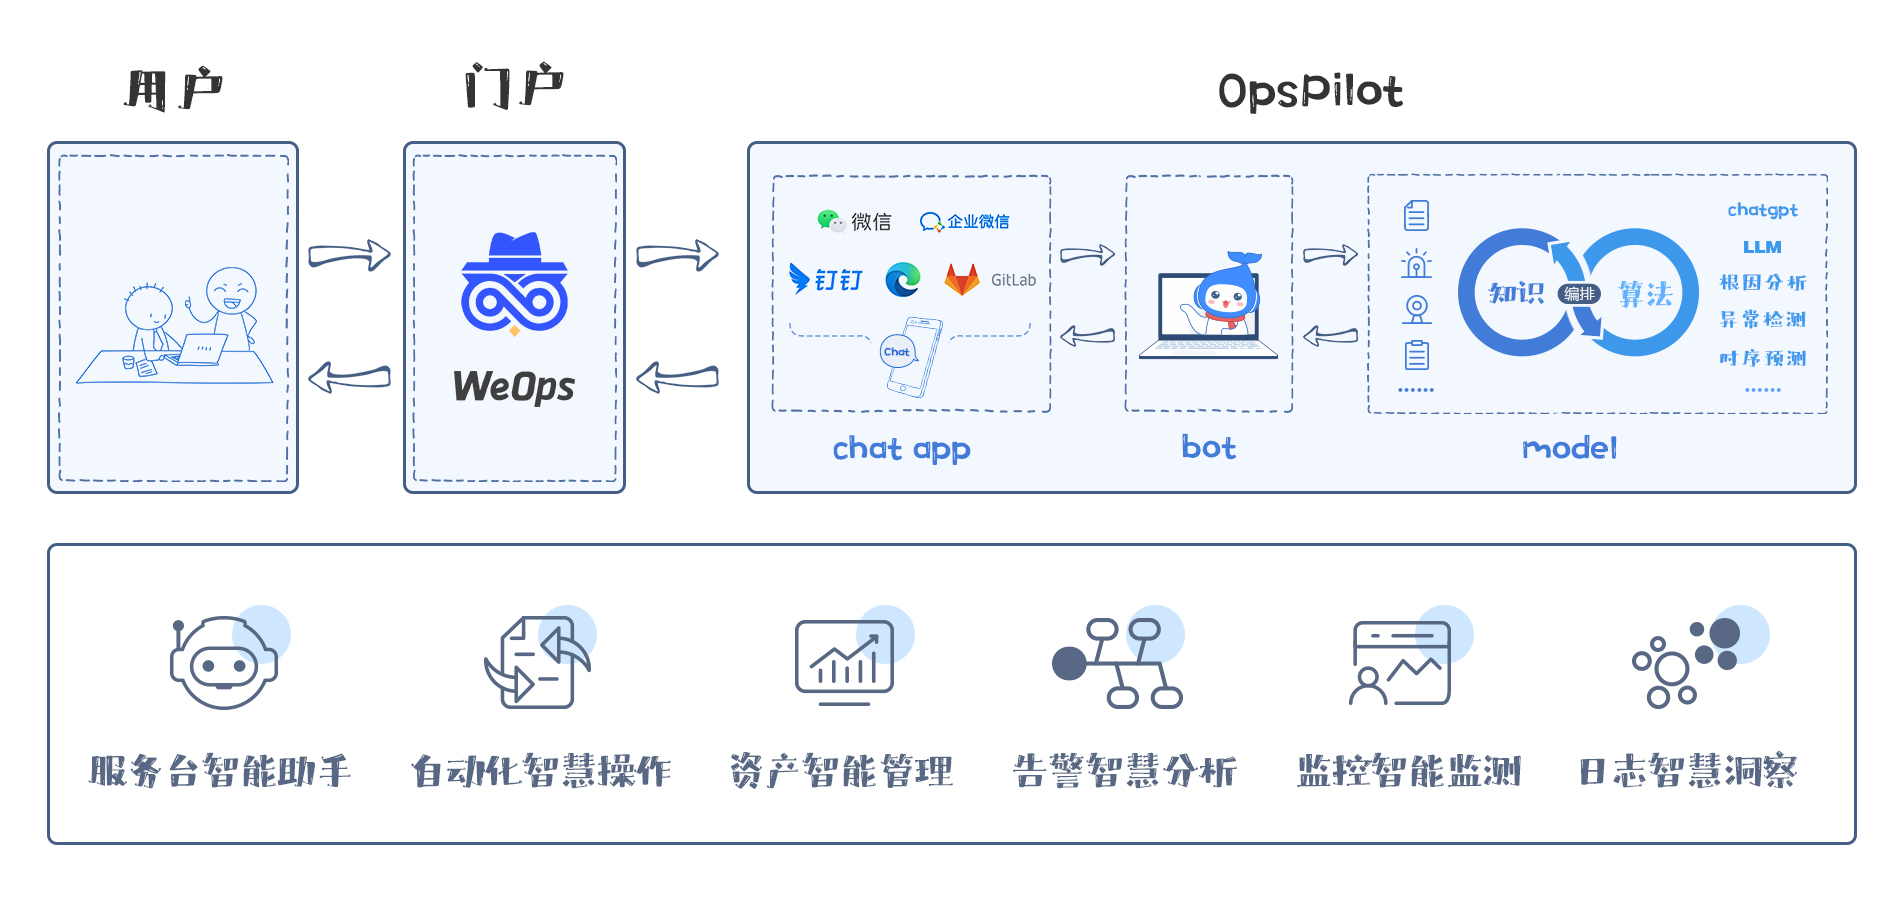 用户
门户
OpsPilot
微信
企业微信
钉钉
GitLab
Chat
WeOps
chat app
bot
知识
编排
算法
chatgpt
LLM
根因分析
异常检测
时序预测
......
......
model
服务台智能助手
自动化智慧操作
资产智能管理
告警智慧分析
监控智能监测
日志智慧洞察